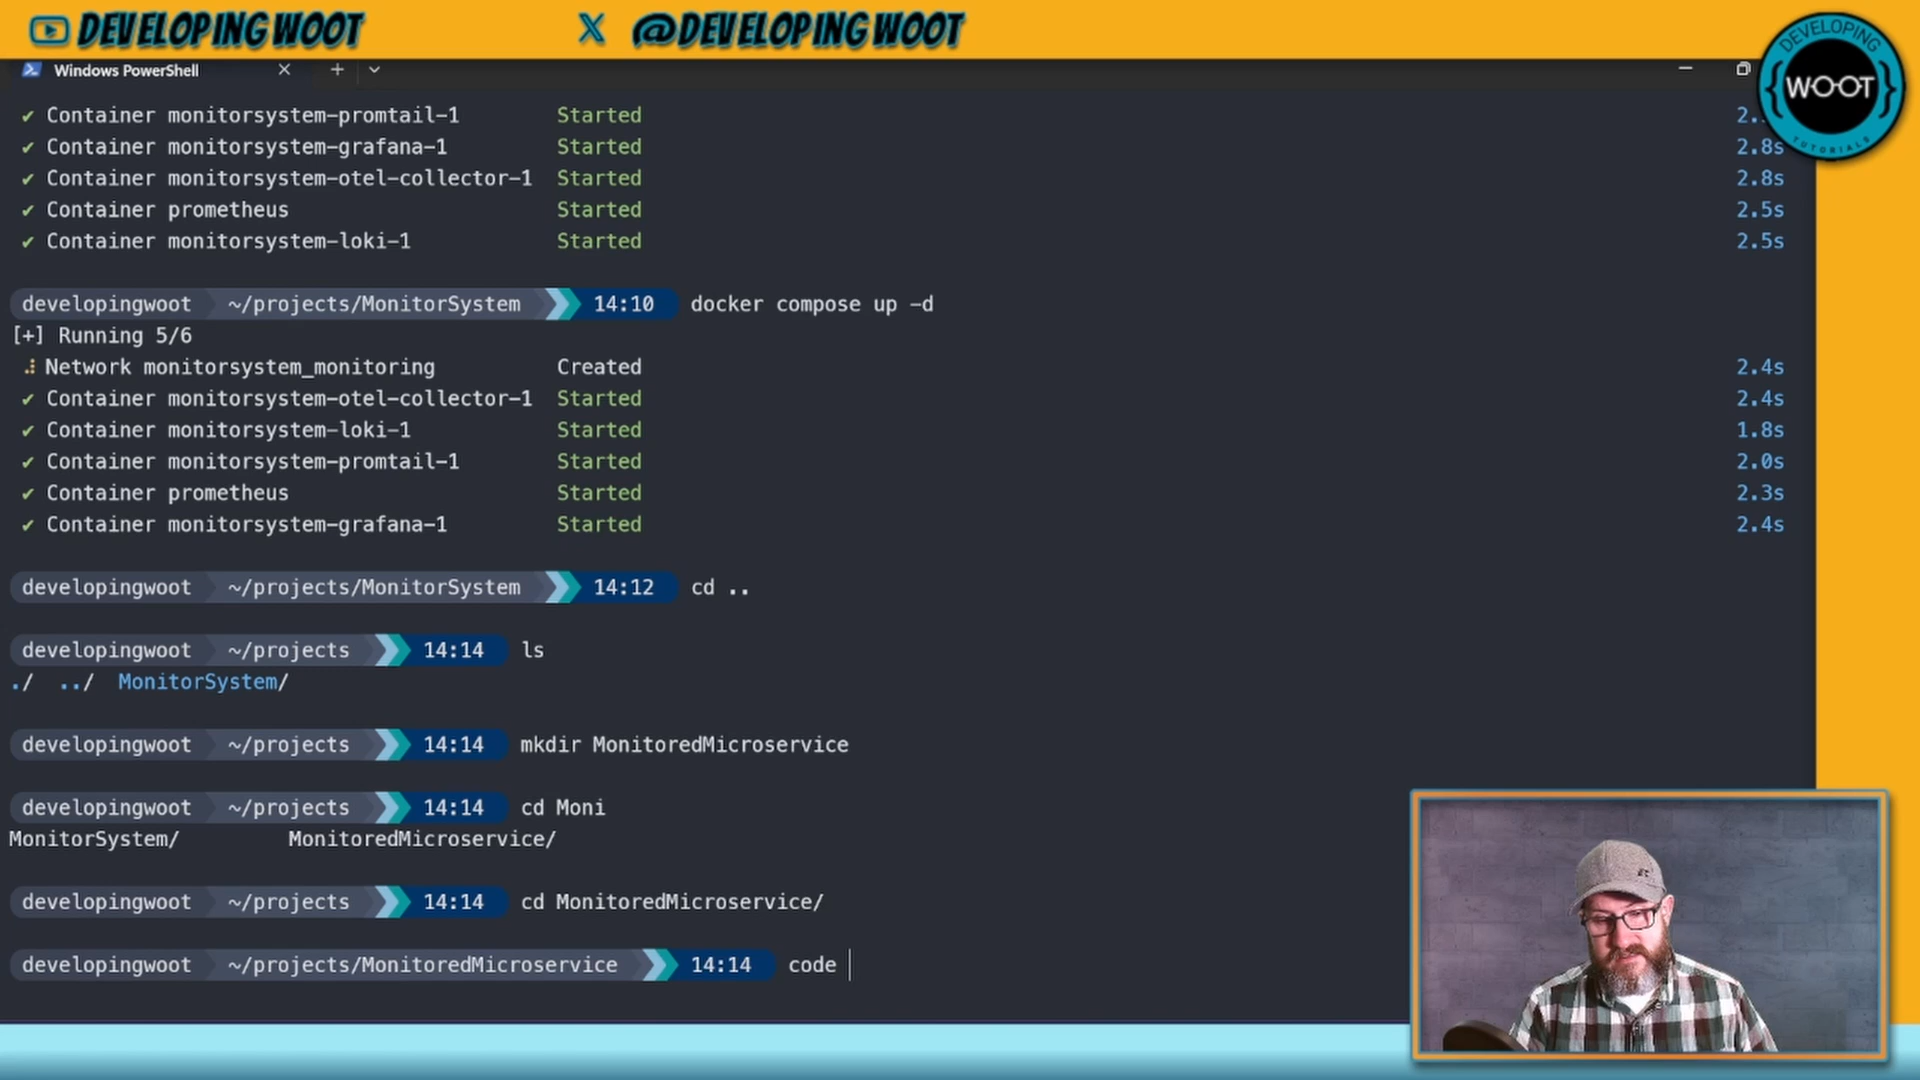 DEVELOPINGWOOT
X @DEVELOPINGWOOT
DEVELOPING
{WOOT}
TUTORIALS
Windows PowerShell
✔ Container monitorsystem-promtail-1 Started
✔ Container monitorsystem-grafana-1 Started 2.8s
✔ Container monitorsystem-otel-collector-1 Started 2.8s
✔ Container prometheus Started 2.5s
✔ Container monitorsystem-loki-1 Started 2.5s
developingwoot ~/projects/MonitorSystem 14:10 docker compose up -d
[+] Running 5/6
Network monitorsystem_monitoring Created 2.4s
✔ Container monitorsystem-otel-collector-1 Started 2.4s
✔ Container monitorsystem-loki-1 Started 1.8s
✔ Container monitorsystem-promtail-1 Started 2.0s
✔ Container prometheus Started 2.3s
✔ Container monitorsystem-grafana-1 Started 2.4s
developingwoot ~/projects/MonitorSystem 14:12 cd ..
developingwoot ~/projects 14:14 ls
./ ../ MonitorSystem/
developingwoot ~/projects 14:14 mkdir MonitoredMicroservice
developingwoot ~/projects 14:14 cd Moni
MonitorSystem/ MonitoredMicroservice/
developingwoot ~/projects 14:14 cd MonitoredMicroservice/
developingwoot ~/projects/MonitoredMicroservice 14:14 code